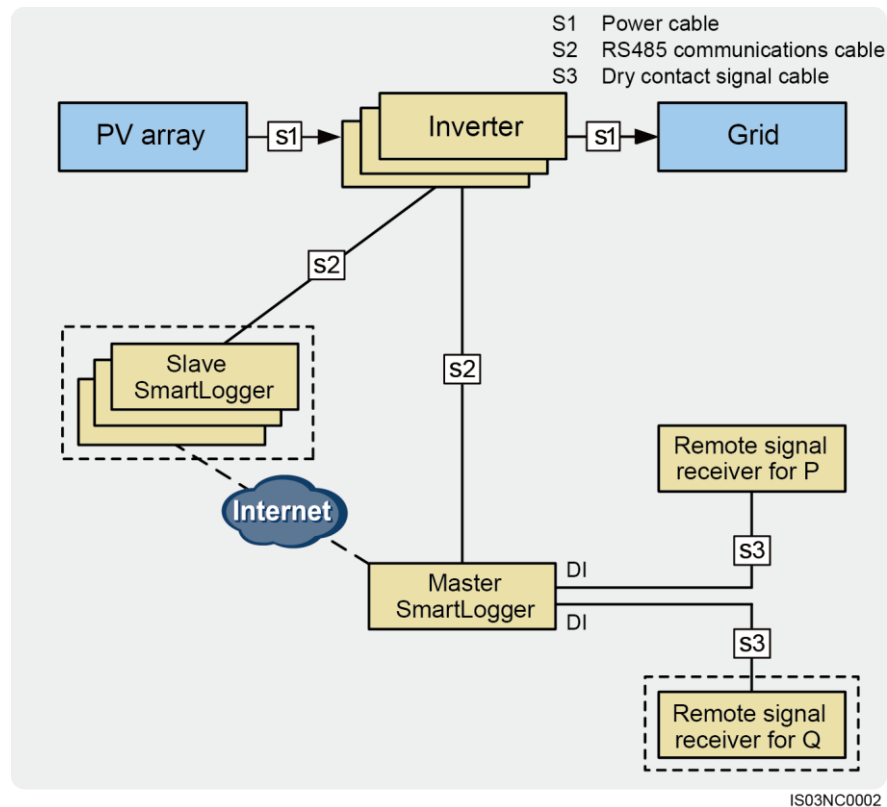 S1 Power cable
S2 RS485 communications cable
S3 Dry contact signal cable
PV array
s1
Inverter
s1
Grid
s2
Slave
SmartLogger
s2
Remote signal
receiver for P
Internet
s3
Master
SmartLogger
DI
DI
s3
Remote signal
receiver for Q
IS03NC0002